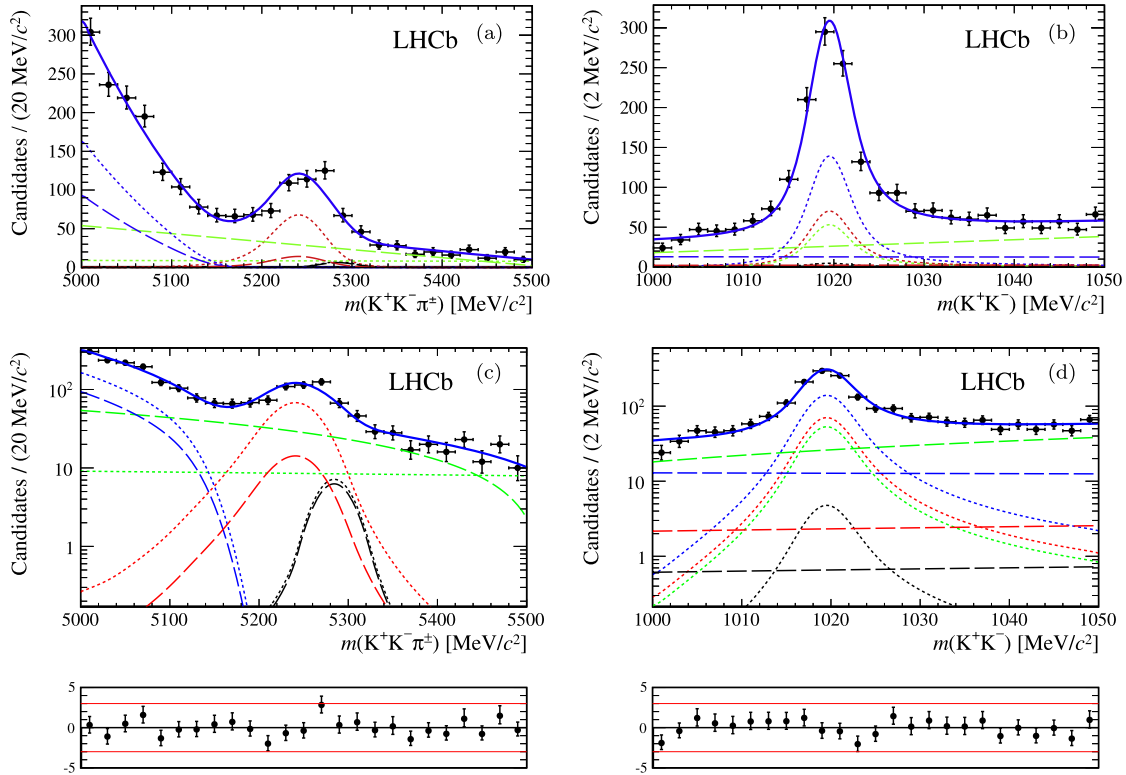 LHCb
(a)
Candidates / (20 MeV/c²)
300
250
200
150
100
50
0
5000 5100 5200 5300 5400 5500
m(K⁺K⁻π±) [MeV/c²]
LHCb
(b)
Candidates / (2 MeV/c²)
300
250
200
150
100
50
0
1000 1010 1020 1030 1040 1050
m(K⁺K⁻) [MeV/c²]
LHCb
(c)
Candidates / (20 MeV/c²)
10²
10
1
5000 5100 5200 5300 5400 5500
m(K⁺K⁻π±) [MeV/c²]
LHCb
(d)
Candidates / (2 MeV/c²)
10²
10
1
1000 1010 1020 1030 1040 1050
m(K⁺K⁻) [MeV/c²]
5
0
-5
5
0
-5